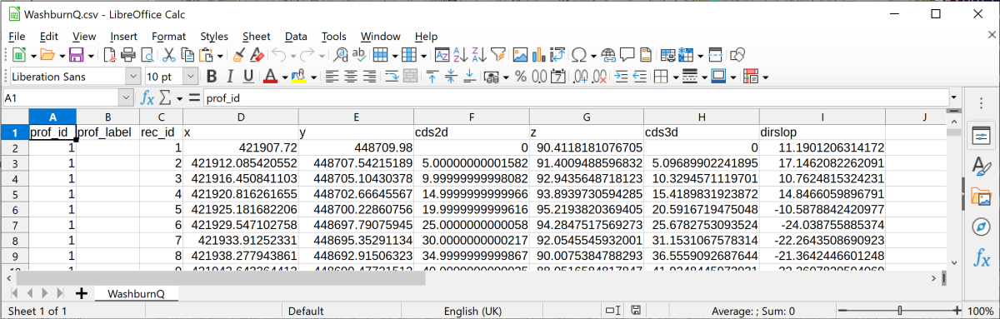 WashburnQ.csv - LibreOffice Calc
File Edit View Insert Format Styles Sheet Data Tools Window Help
Liberation Sans 10 pt
A1 prof_id
A B C D E F G H I J
1 prof_id prof_label rec_id x y cds2d z cds3d dirslop
2 1 1 421907.72 448709.98 0 90.4118181076705 0 11.1901206314172
3 1 2 421912.085420552 448707.54215189 5.00000000001582 91.4009488596832 5.09689902241895 17.1462082262091
4 1 3 421916.450841103 448705.10430378 9.99999999998082 92.9435648718123 10.3294571119701 10.7624815324231
5 1 4 421920.816261655 448702.66645567 14.9999999999966 93.8939730594285 15.4189831923872 14.8466059896791
6 1 5 421925.181682206 448700.22860756 19.9999999999616 95.2193820369405 20.5916719475048 -10.5878842420977
7 1 6 421929.547102758 448697.79075945 25.0000000000058 94.2847517569273 25.6782753093524 -24.038755885374
8 1 7 421933.91252331 448695.35291134 30.0000000000217 92.0545545932001 31.1531067578314 -22.2643508690923
9 1 8 421938.277943861 448692.91506323 34.9999999999867 90.0075384788293 36.5559092687644 -21.3642446601248
WashburnQ
Sheet 1 of 1 Default English (UK) Average: ; Sum: 0 100%